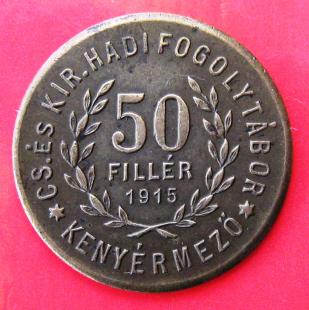 CS. ÉS KIR. HADIFOGOLYTÁBOR
50
FILLÉR
1915
KENYÉRMEZŐ